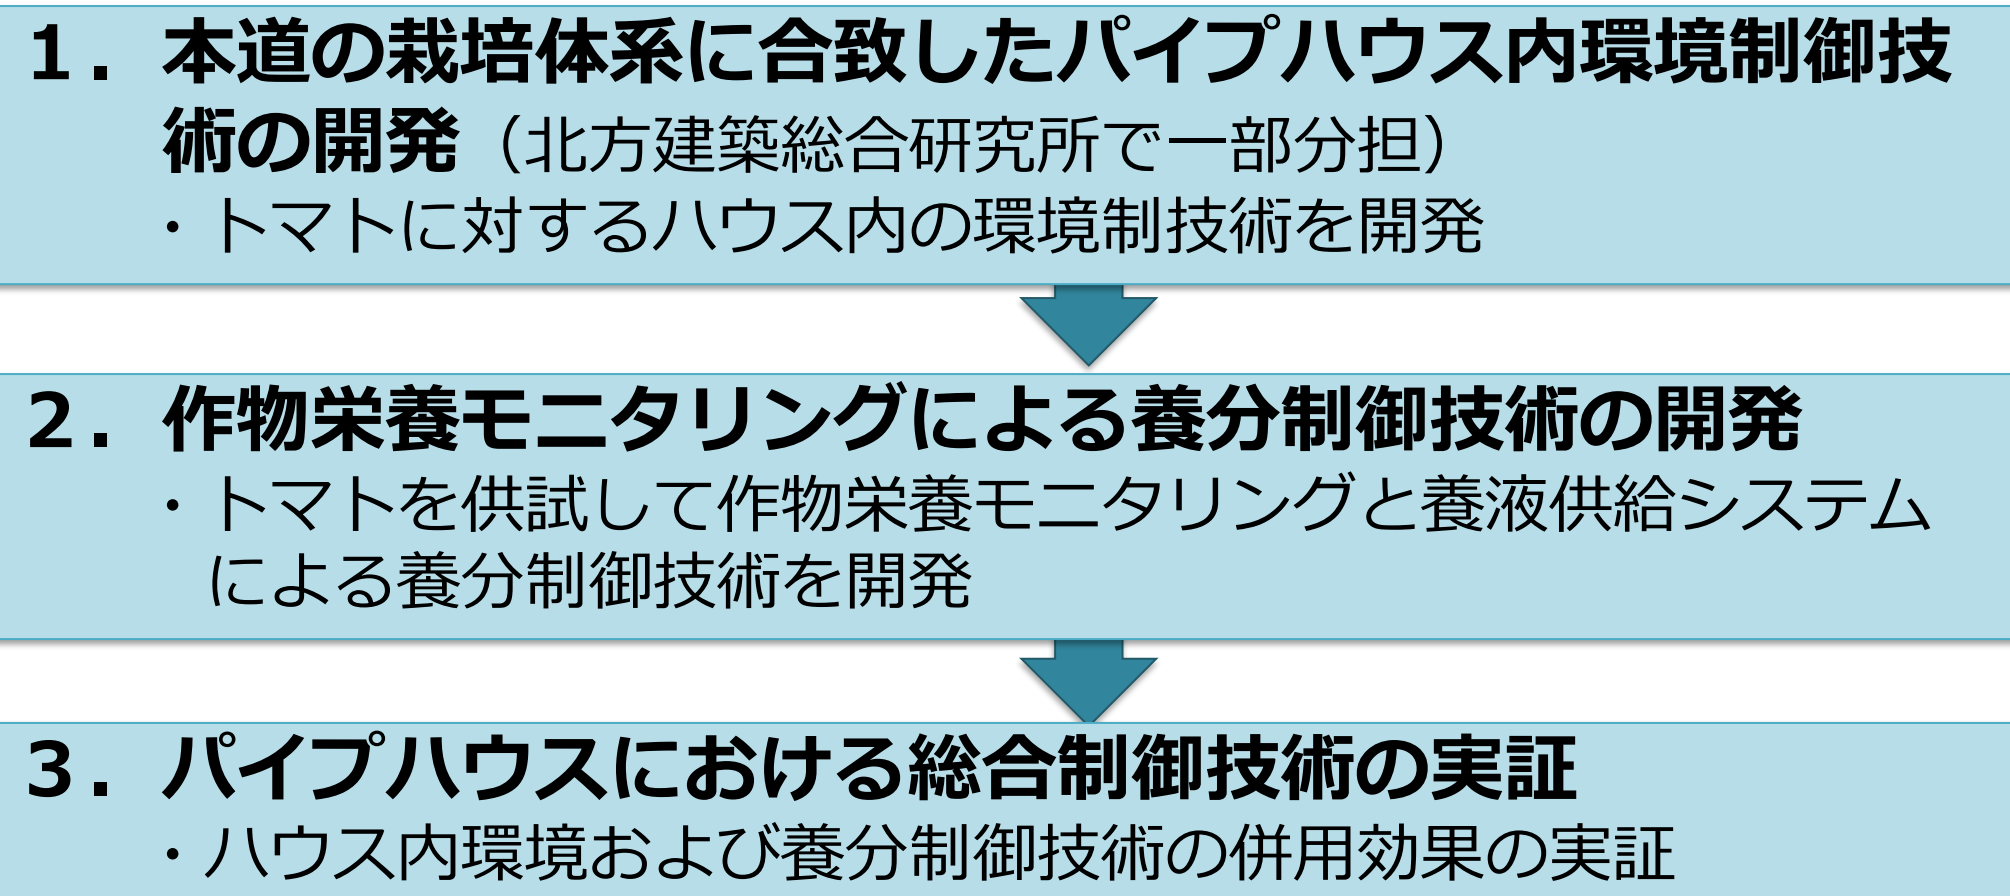 １．本道の栽培体系に合致したパイプハウス内環境制御技
術の開発（北方建築総合研究所で一部分担）
・トマトに対するハウス内の環境制技術を開発
２．作物栄養モニタリングによる養分制御技術の開発
・トマトを供試して作物栄養モニタリングと養液供給システム
による養分制御技術を開発
３．パイプハウスにおける総合制御技術の実証
・ハウス内環境および養分制御技術の併用効果の実証